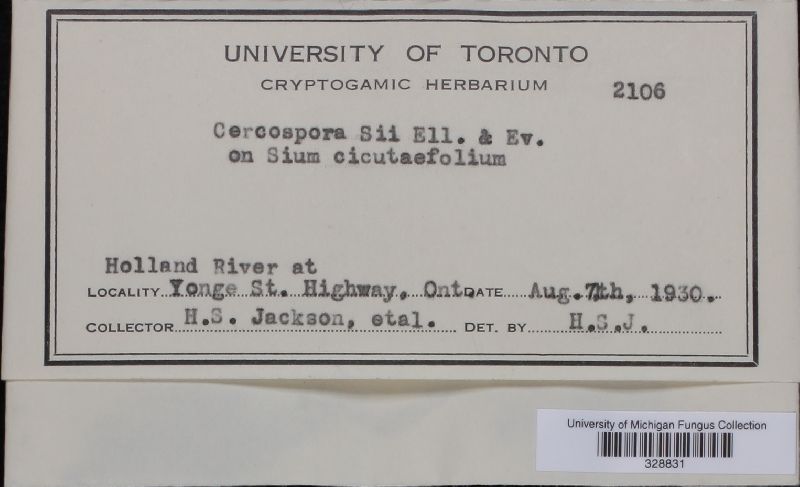 UNIVERSITY OF TORONTO
CRYPTOGAMIC HERBARIUM
2106
Cercospora Sii Ell. & Ev.
on Sium cicutaefolium
Holland River at
LOCALITY Yonge St. Highway, Ont. DATE Aug. 7th, 1930.
COLLECTOR H.S. Jackson, etal. DET. BY H.S.J.
University of Michigan Fungus Collection
328831